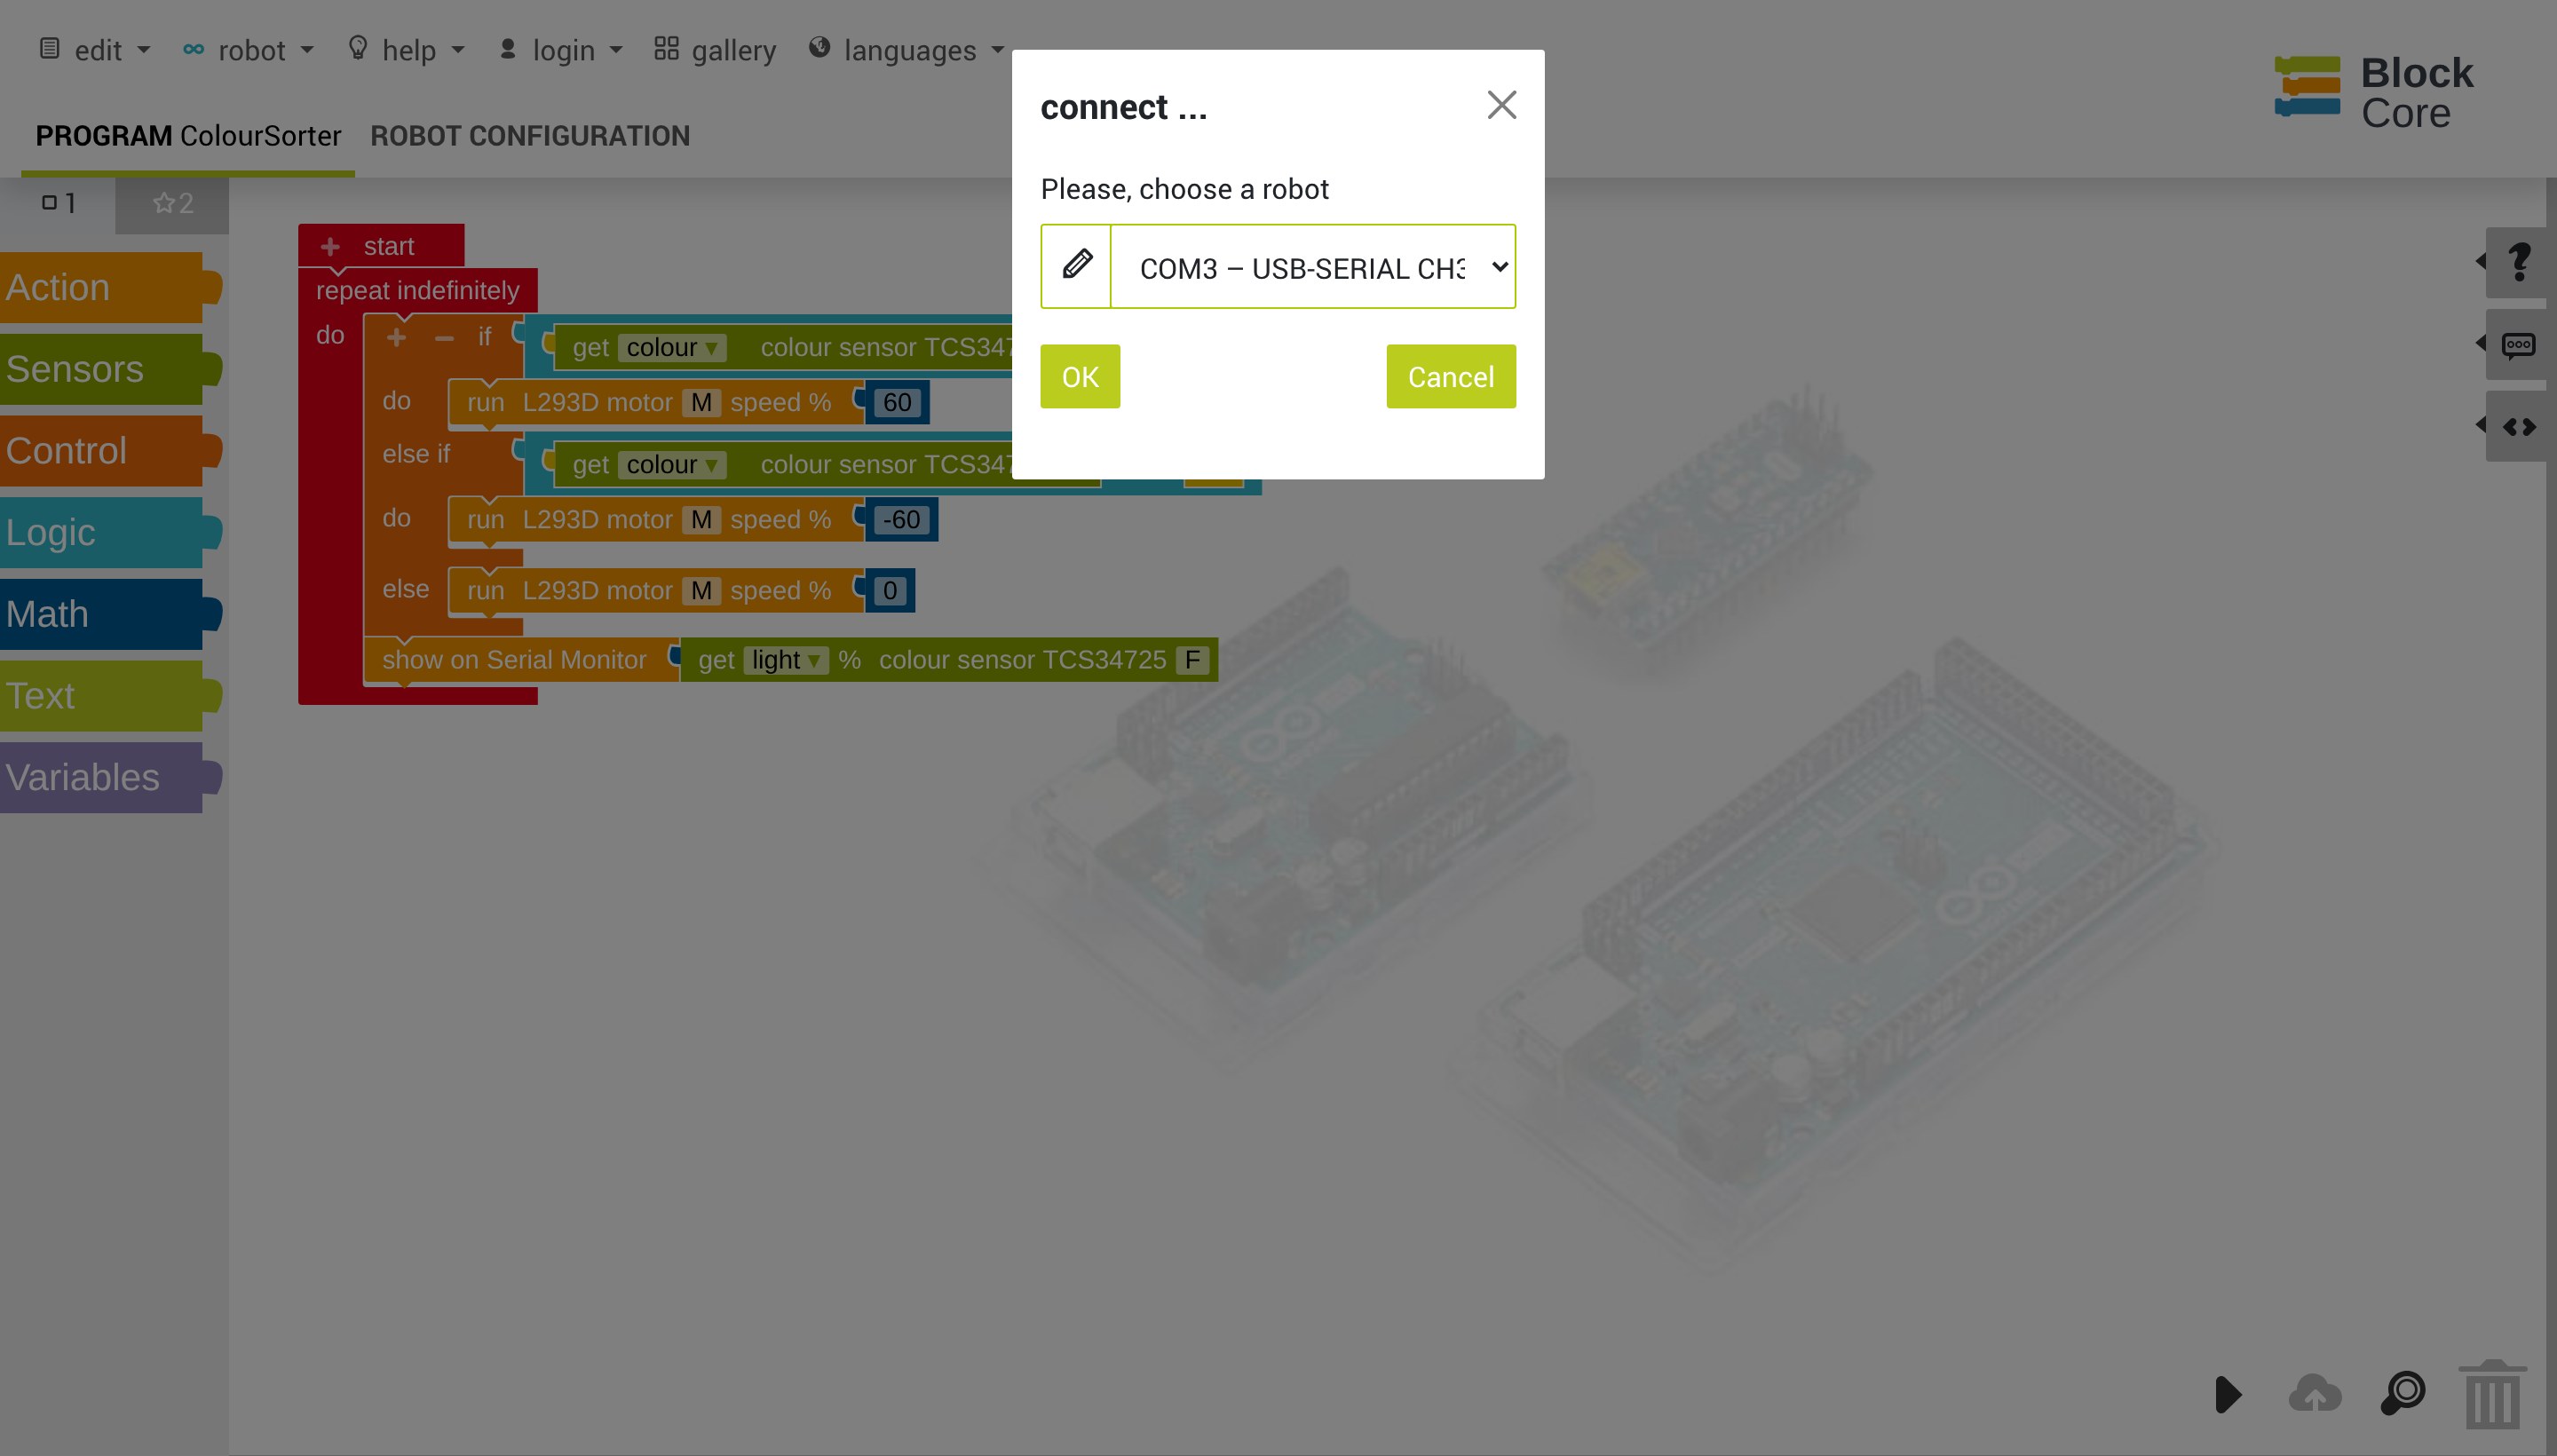 edit robot help login gallery languages
Block
Core
PROGRAM ColourSorter ROBOT CONFIGURATION
1 2
Action
Sensors
Control
Logic
Math
Text
Variables
start
repeat indefinitely
do if get colour colour sensor
do run L293D motor M speed % 60
else if get colour colour sensor
do run L293D motor M speed % -60
else run L293D motor M speed % 0
show on Serial Monitor get light % colour sensor TCS34725 F
connect ...
Please, choose a robot
COM3 – USB-SERIAL
OK Cancel